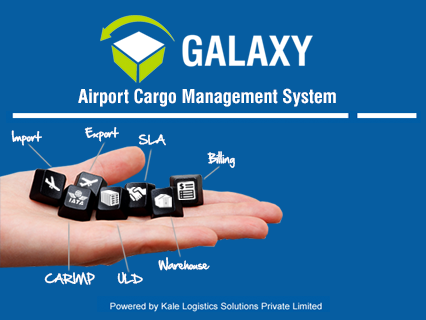 GALAXY
Airport Cargo Management System
Import
Export
SLA
Billing
IATA
CARIMP
ULD
Warehouse
Powered by Kale Logistics Solutions Private Limited